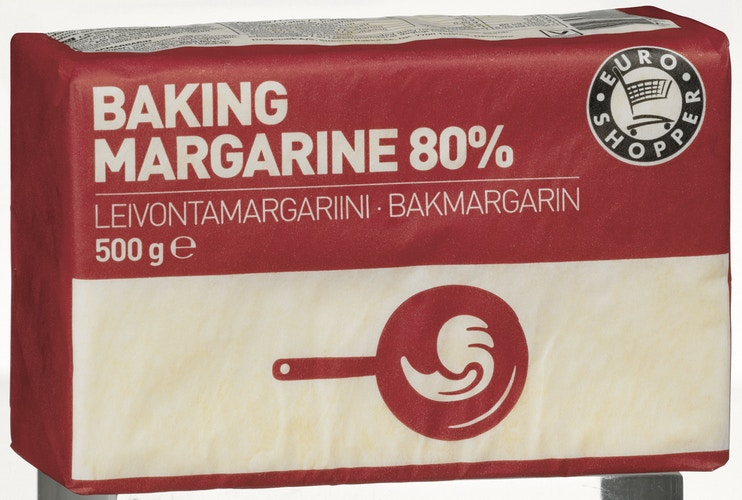 BAKING
MARGARINE 80%
LEIVONTAMARGARIINI · BAKMARGARIN
500 g ℮
EURO
SHOPPER